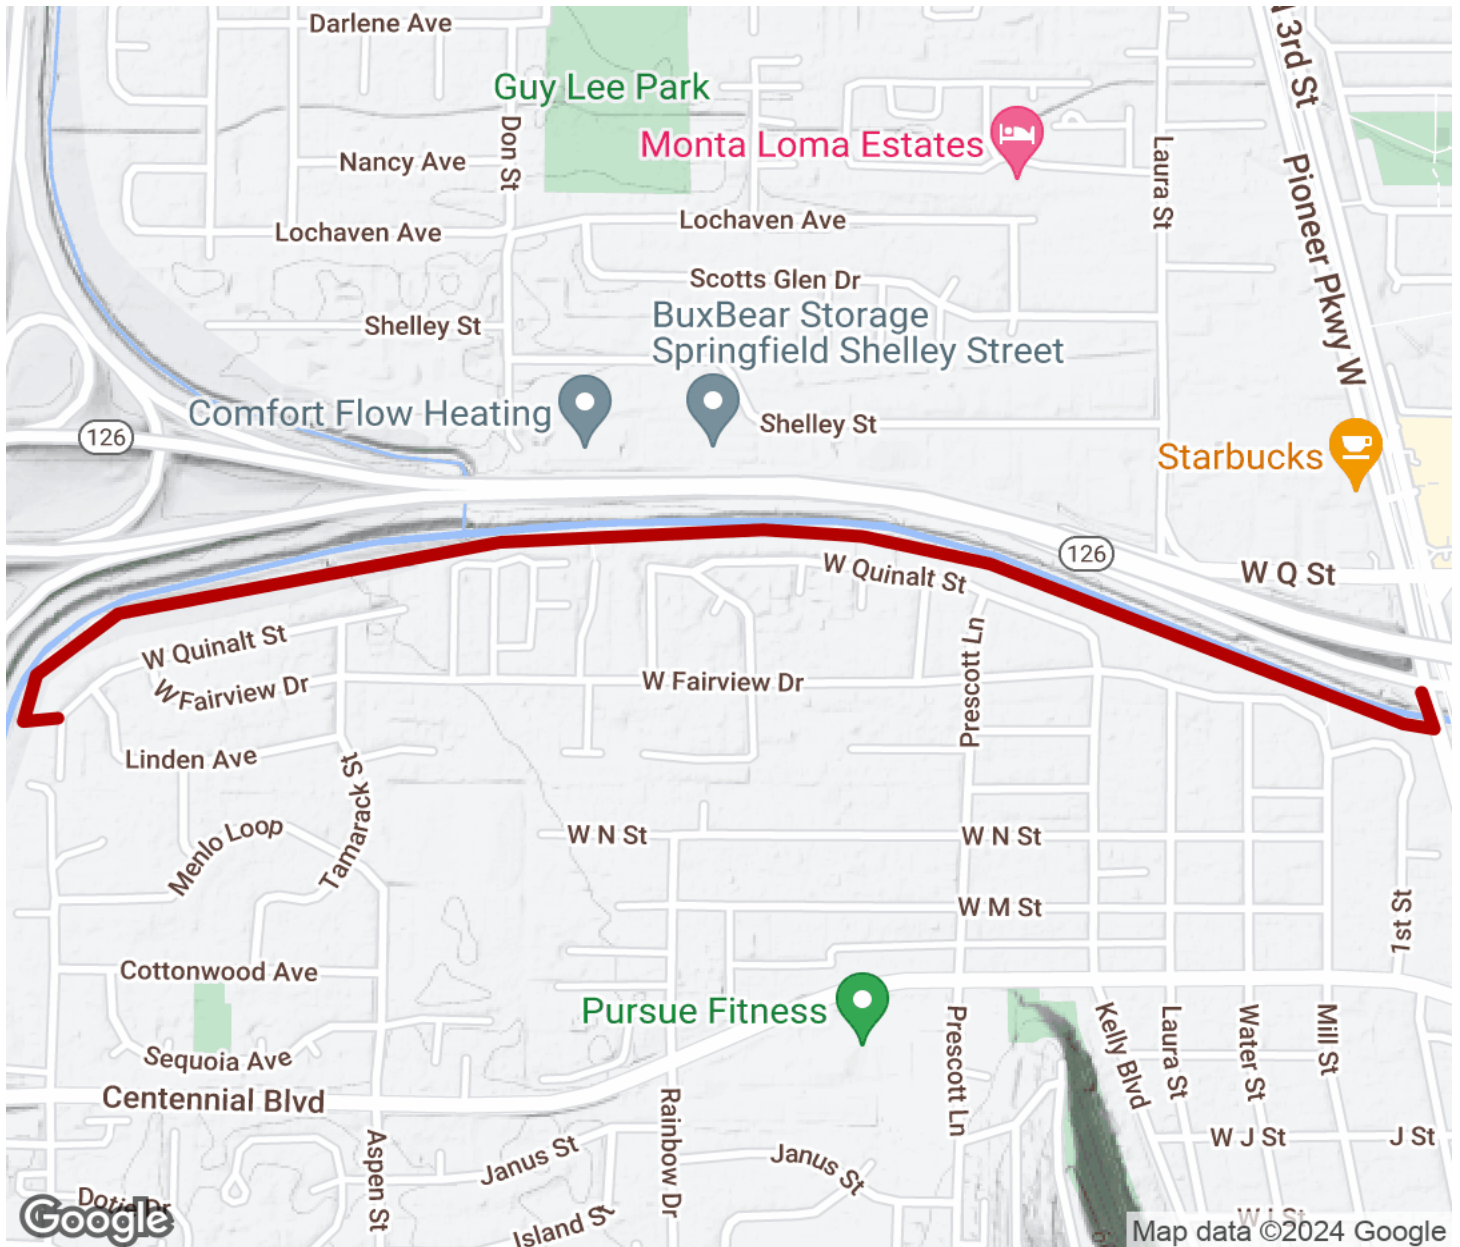 Darlene Ave
N 3rd St
Guy Lee Park
Monta Loma Estates
Don St
Nancy Ave
Laura St
Pioneer Pkwy W
Lochaven Ave
Lochaven Ave
Scotts Glen Dr
BuxBear Storage
Springfield Shelley Street
Shelley St
Comfort Flow Heating
Shelley St
126
Starbucks
126
W Q St
W Quinalt St
W Quinalt St
W Fairview Dr
W Fairview Dr
Prescott Ln
Linden Ave
Tamarack St
Menlo Loop
W N St
W N St
W M St
1st St
Cottonwood Ave
Pursue Fitness
Sequoia Ave
Centennial Blvd
Prescott Ln
Kelly Blvd
Laura St
Water St
Mill St
Rainbow Dr
Aspen St
Janus St
Janus St
W J St
J St
Dotie Dr
Island St
W I St
Google
Map data ©2024 Google